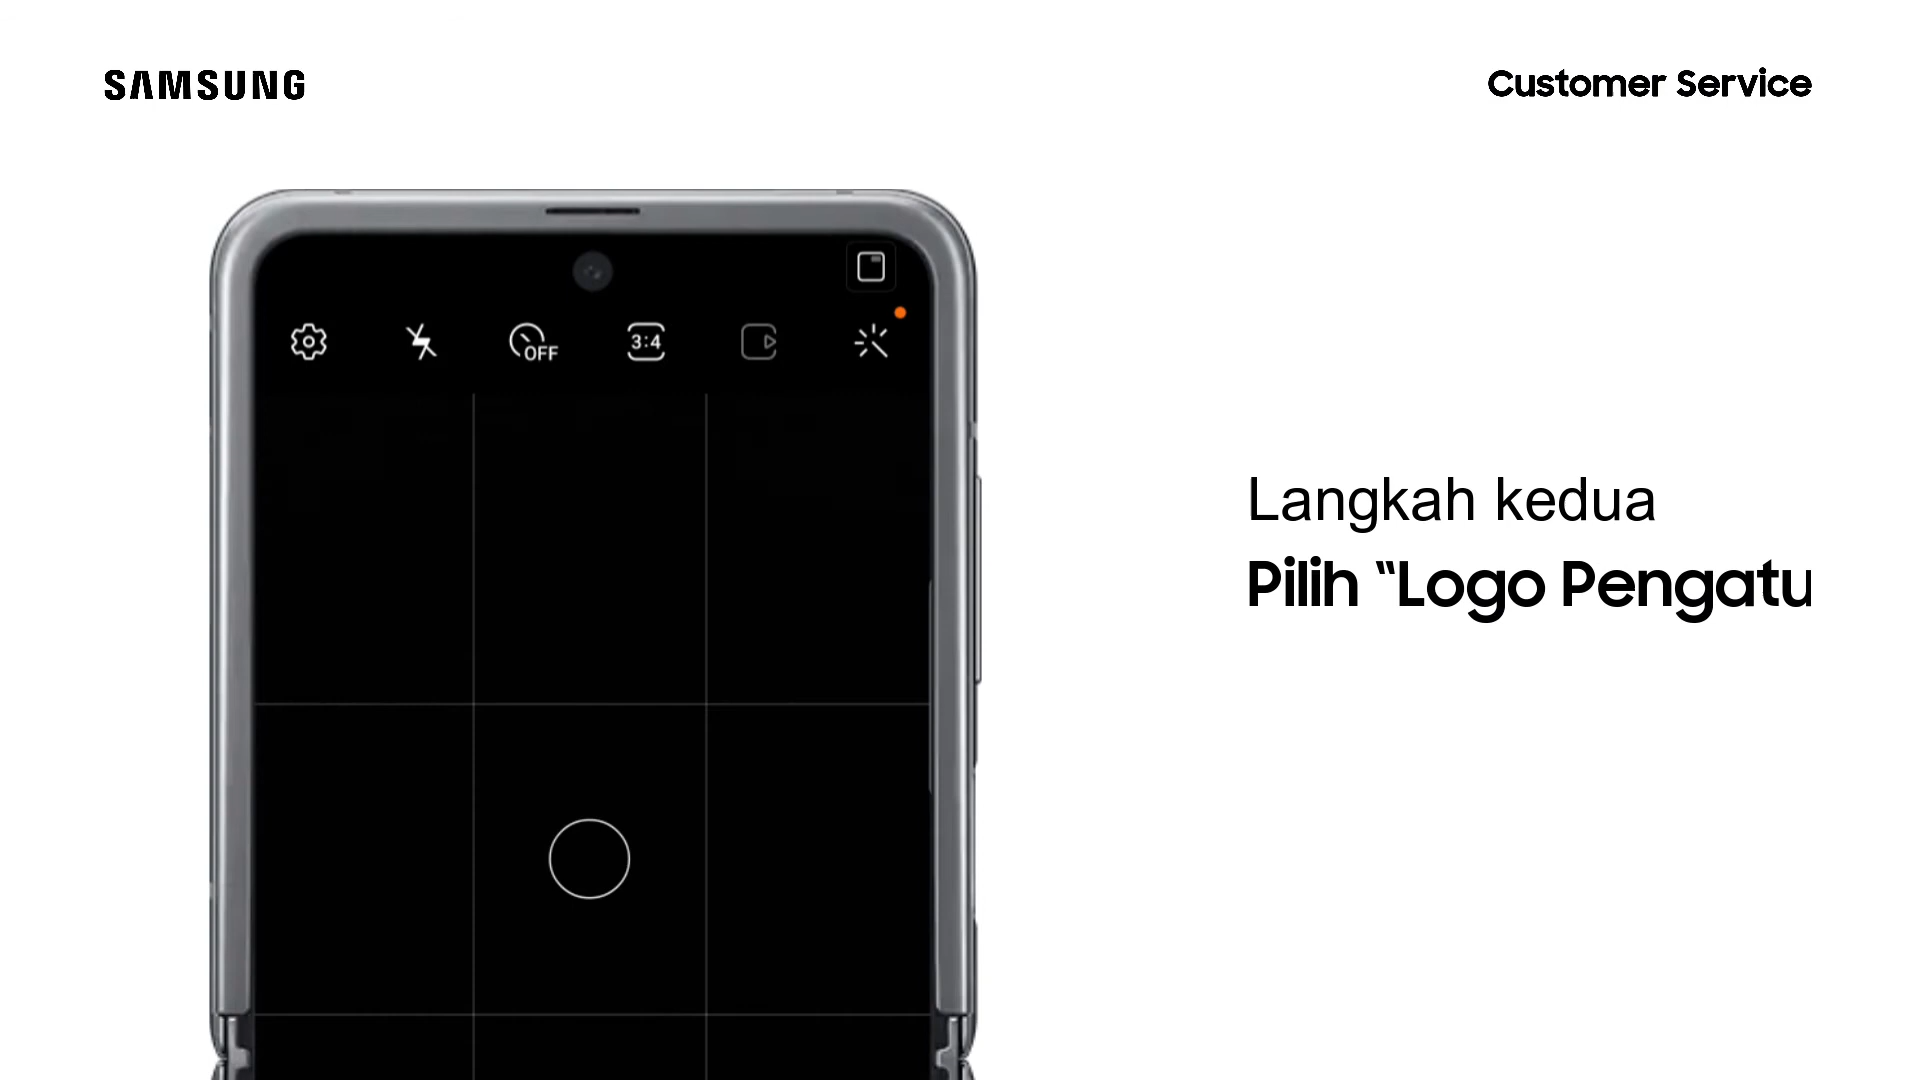 SAMSUNG
Customer Service
OFF
3:4
Langkah kedua
Pilih “Logo Pengatu